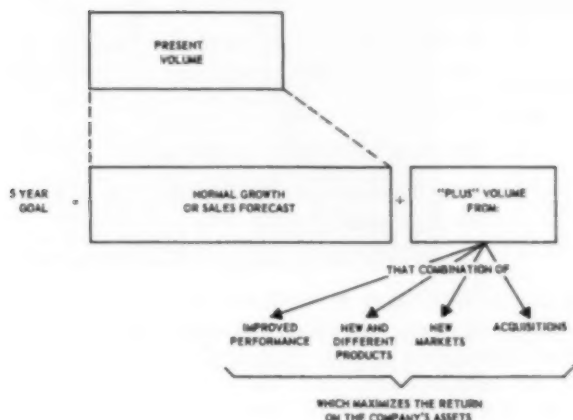 PRESENT
VOLUME
5 YEAR
GOAL
=
NORMAL GROWTH
OR SALES FORECAST
+
"PLUS" VOLUME
FROM:
THAT COMBINATION OF
IMPROVED
PERFORMANCE
NEW AND
DIFFERENT
PRODUCTS
NEW
MARKETS
ACQUISITIONS
WHICH MAXIMIZES THE RETURN
ON THE COMPANY'S ASSETS